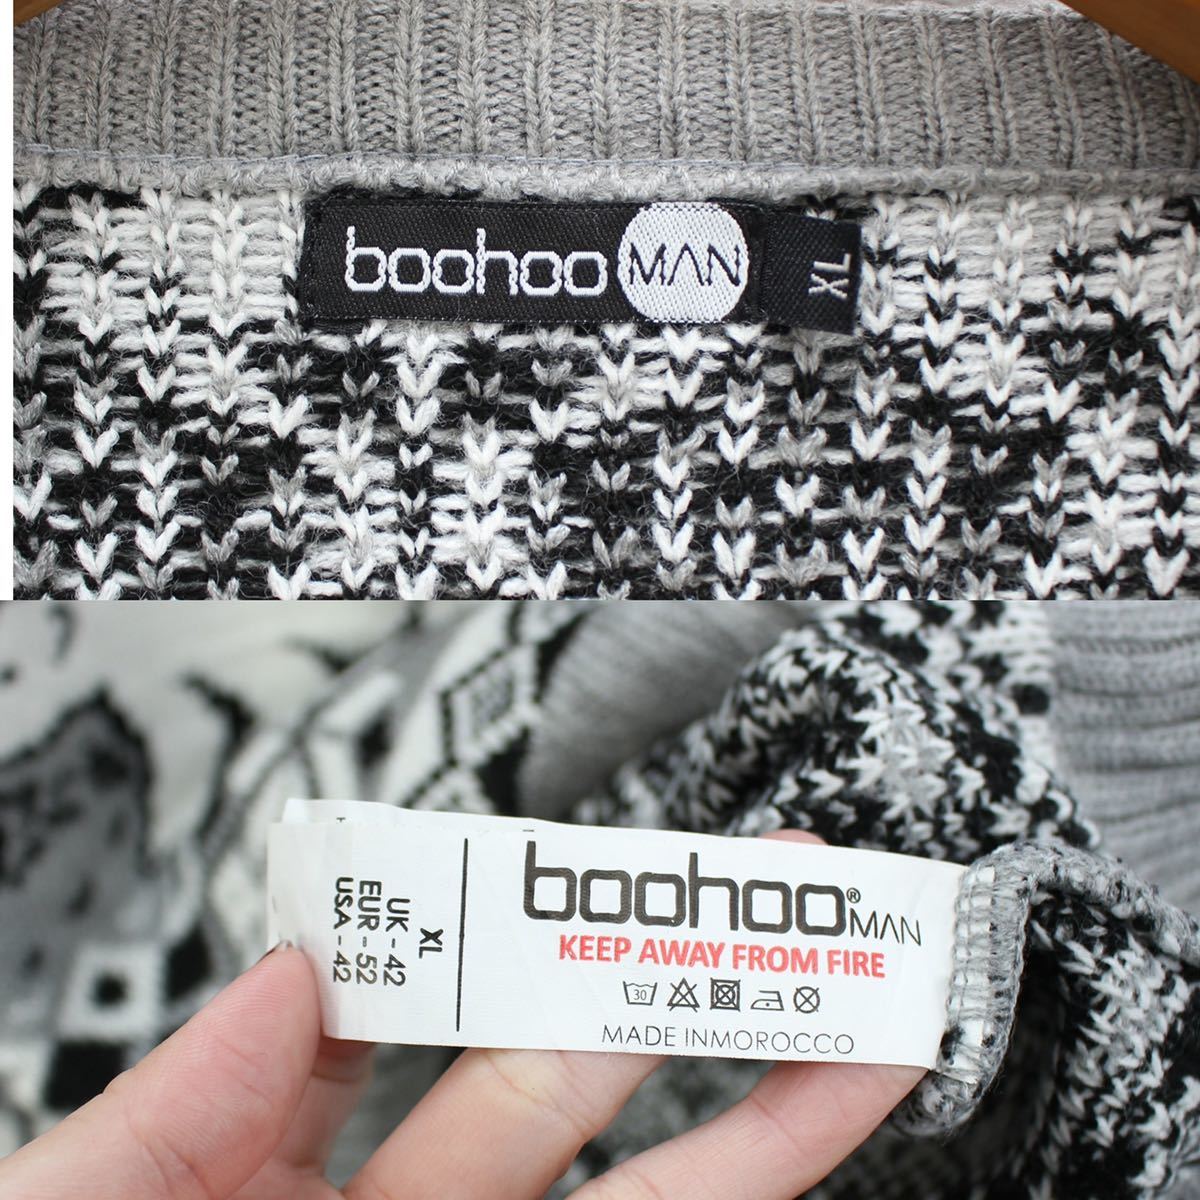 boohoo MAN XL
boohoo®MAN
KEEP AWAY FROM FIRE
30
MADE INMOROCCO
XL
UK - 42
EUR - 52
USA - 42